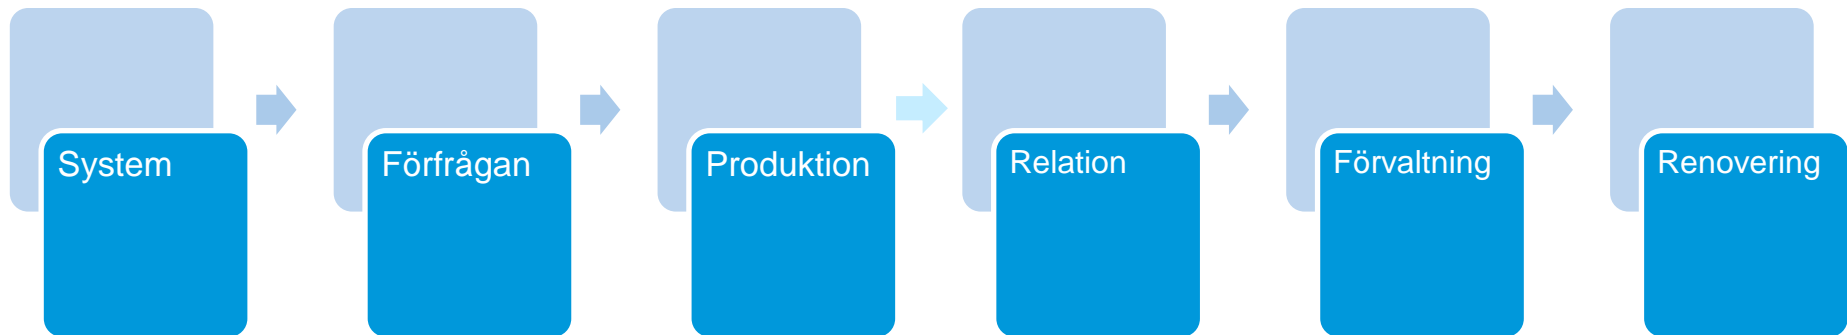 System
Förfrågan
Produktion
Relation
Förvaltning
Renovering